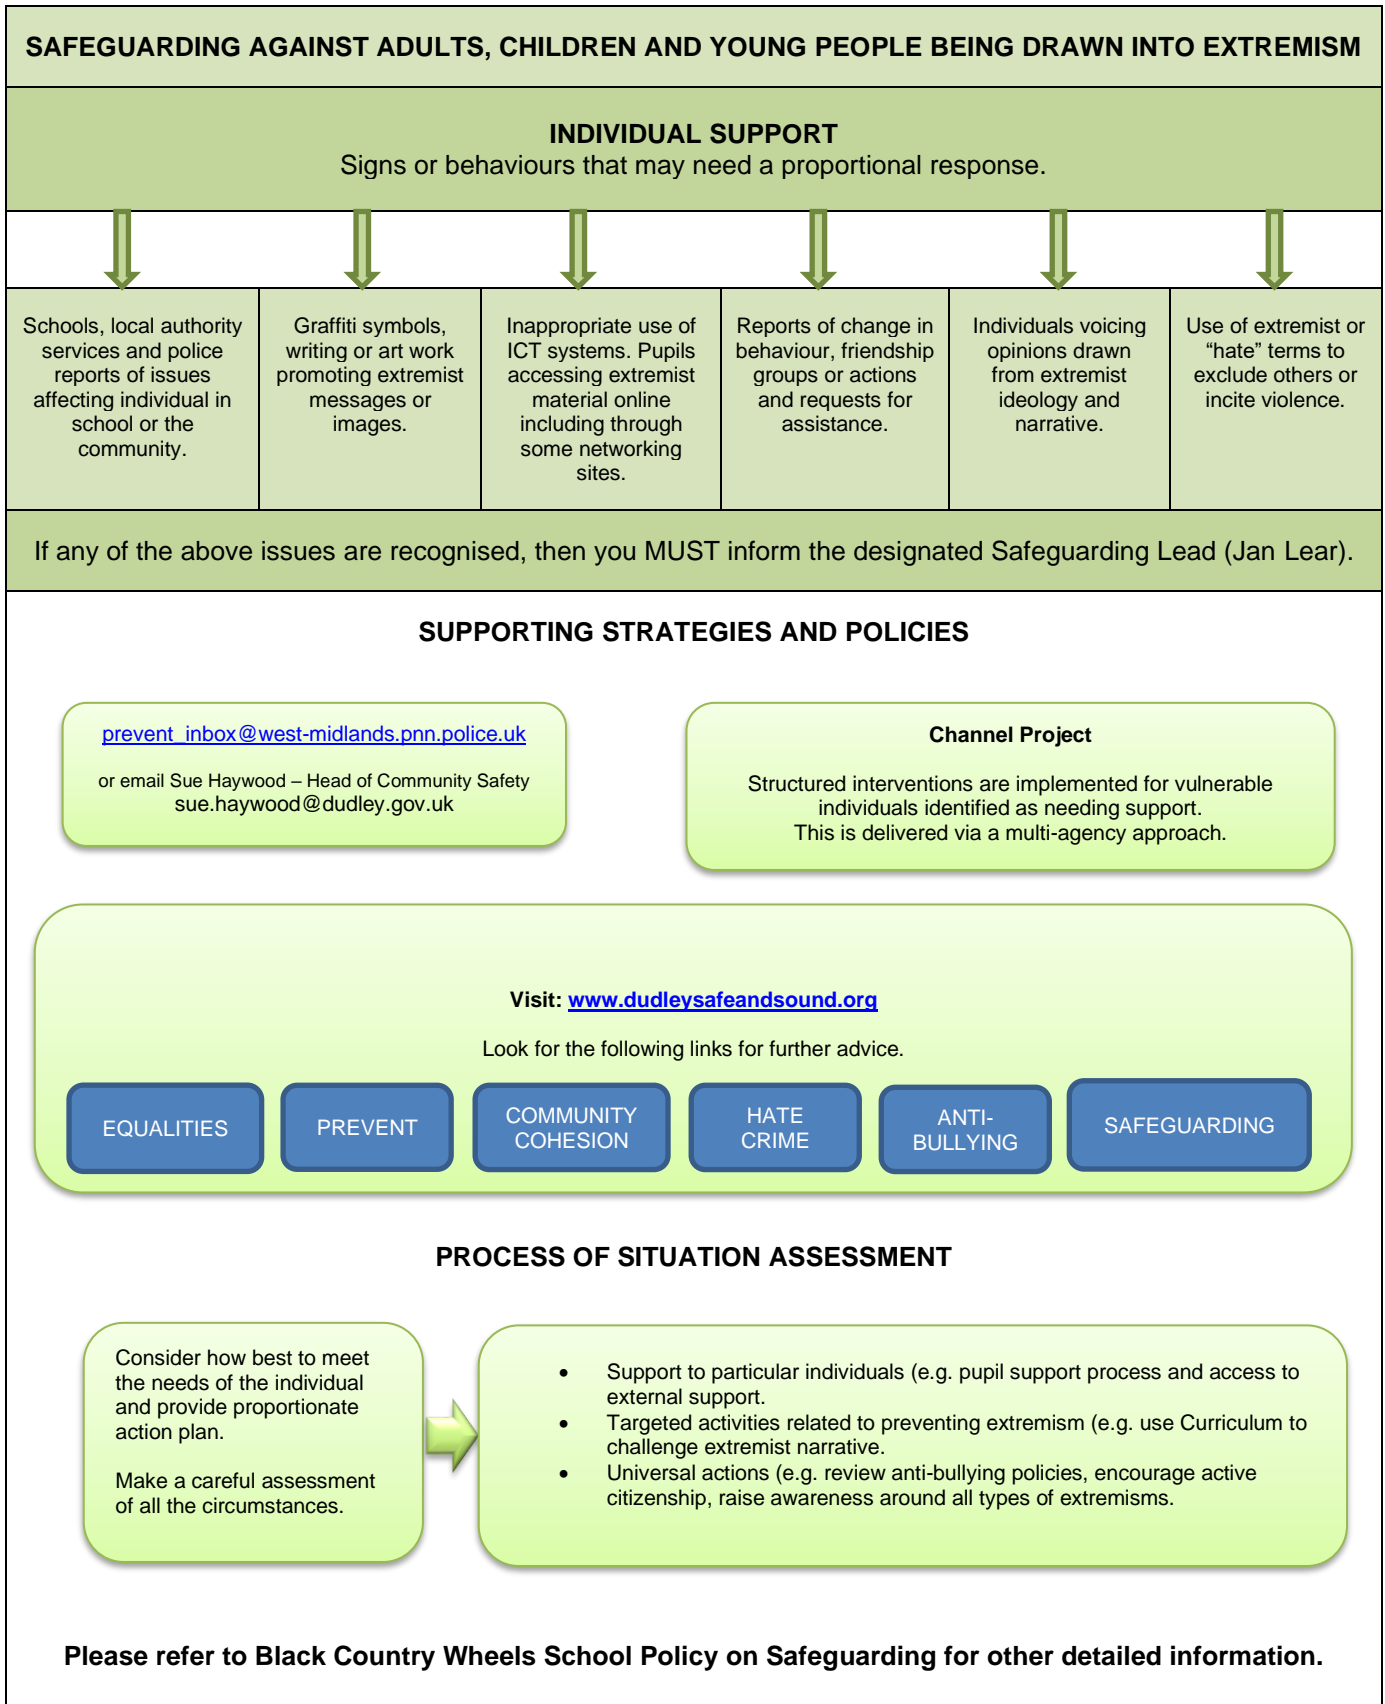 SAFEGUARDING AGAINST ADULTS, CHILDREN AND YOUNG PEOPLE BEING DRAWN INTO EXTREMISM
INDIVIDUAL SUPPORT
Signs or behaviours that may need a proportional response.
Schools, local authority
services and police
reports of issues
affecting individual in
school or the
community.
Graffiti symbols,
writing or art work
promoting extremist
messages or
images.
Inappropriate use of
ICT systems. Pupils
accessing extremist
material online
including through
some networking
sites.
Reports of change in
behaviour, friendship
groups or actions
and requests for
assistance.
Individuals voicing
opinions drawn
from extremist
ideology and
narrative.
Use of extremist or
“hate” terms to
exclude others or
incite violence.
If any of the above issues are recognised, then you MUST inform the designated Safeguarding Lead (Jan Lear).
SUPPORTING STRATEGIES AND POLICIES
prevent_inbox@west-midlands.pnn.police.uk
or email Sue Haywood – Head of Community Safety
sue.haywood@dudley.gov.uk
Channel Project
Structured interventions are implemented for vulnerable
individuals identified as needing support.
This is delivered via a multi-agency approach.
Visit: www.dudleysafeandsound.org
Look for the following links for further advice.
EQUALITIES
PREVENT
COMMUNITY
COHESION
HATE
CRIME
ANTI-
BULLYING
SAFEGUARDING
PROCESS OF SITUATION ASSESSMENT
Consider how best to meet
the needs of the individual
and provide proportionate
action plan.
Make a careful assessment
of all the circumstances.
• Support to particular individuals (e.g. pupil support process and access to
external support.
• Targeted activities related to preventing extremism (e.g. use Curriculum to
challenge extremist narrative.
• Universal actions (e.g. review anti-bullying policies, encourage active
citizenship, raise awareness around all types of extremisms.
Please refer to Black Country Wheels School Policy on Safeguarding for other detailed information.